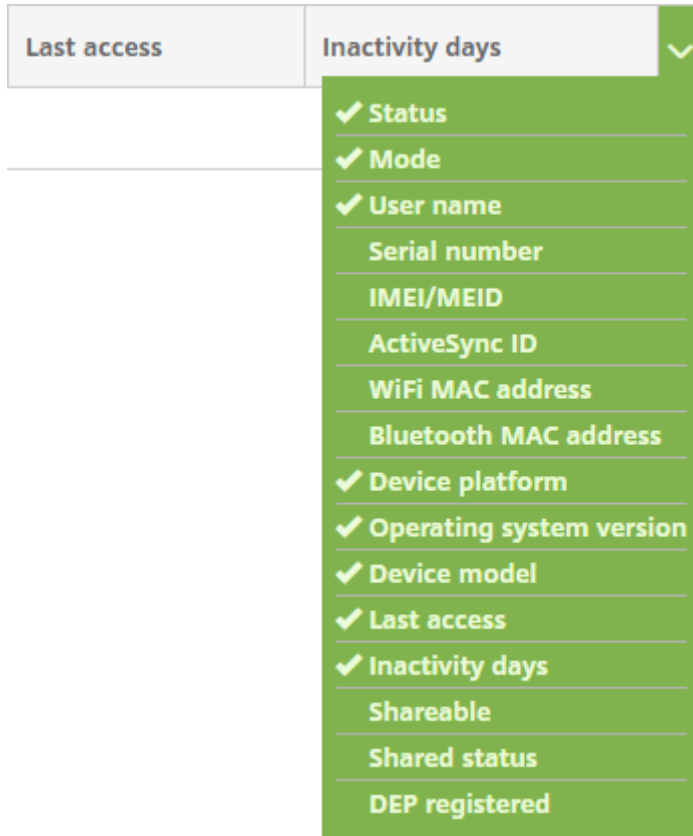 Last access Inactivity days
Status
Mode
User name
Serial number
IMEI/MEID
ActiveSync ID
WiFi MAC address
Bluetooth MAC address
Device platform
Operating system version
Device model
Last access
Inactivity days
Shareable
Shared status
DEP registered